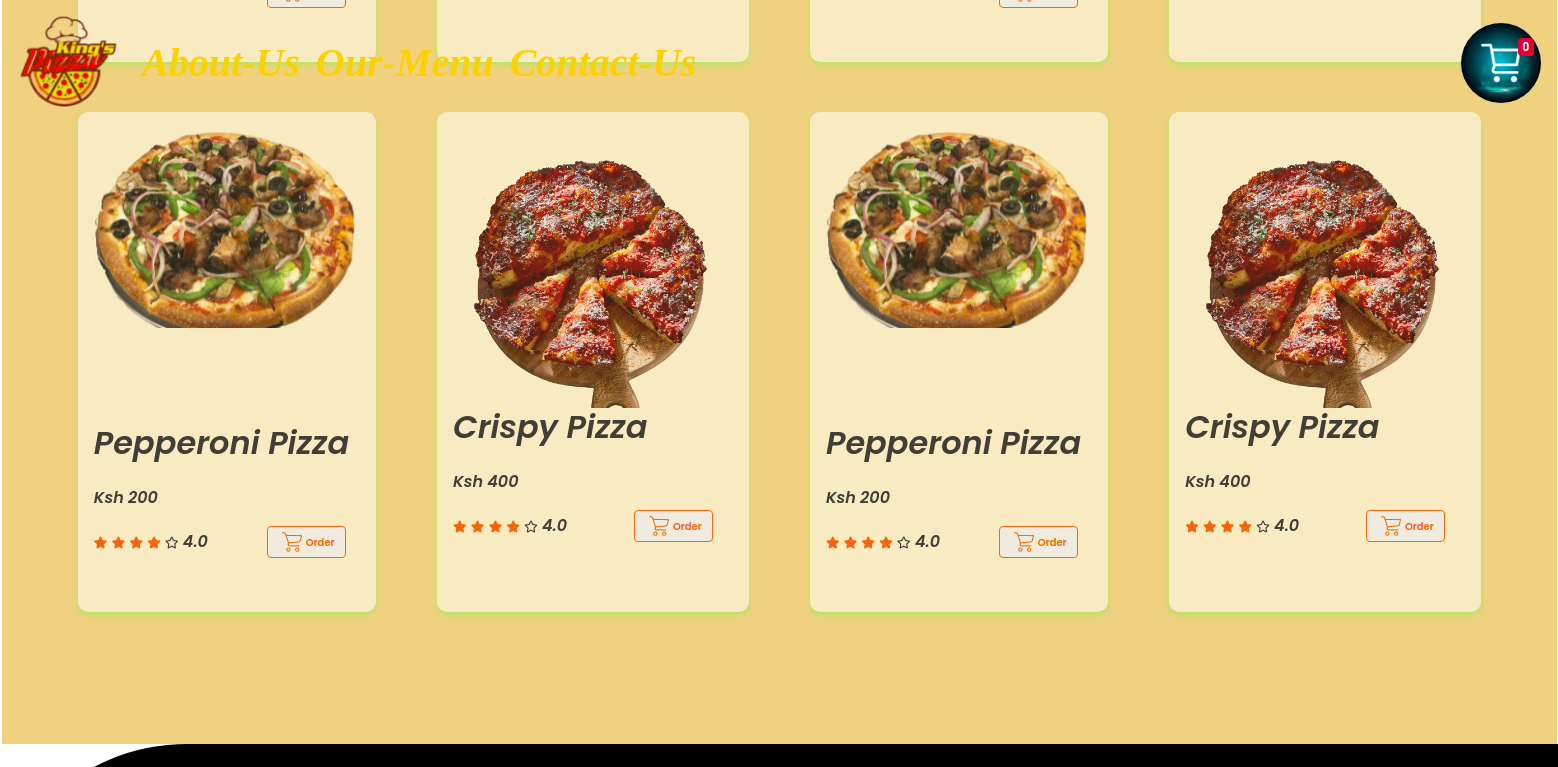 King's
Pizza
About-Us Our-Menu Contact-Us
0
Pepperoni Pizza
Ksh 200
4.0
Order
Crispy Pizza
Ksh 400
4.0
Order
Pepperoni Pizza
Ksh 200
4.0
Order
Crispy Pizza
Ksh 400
4.0
Order